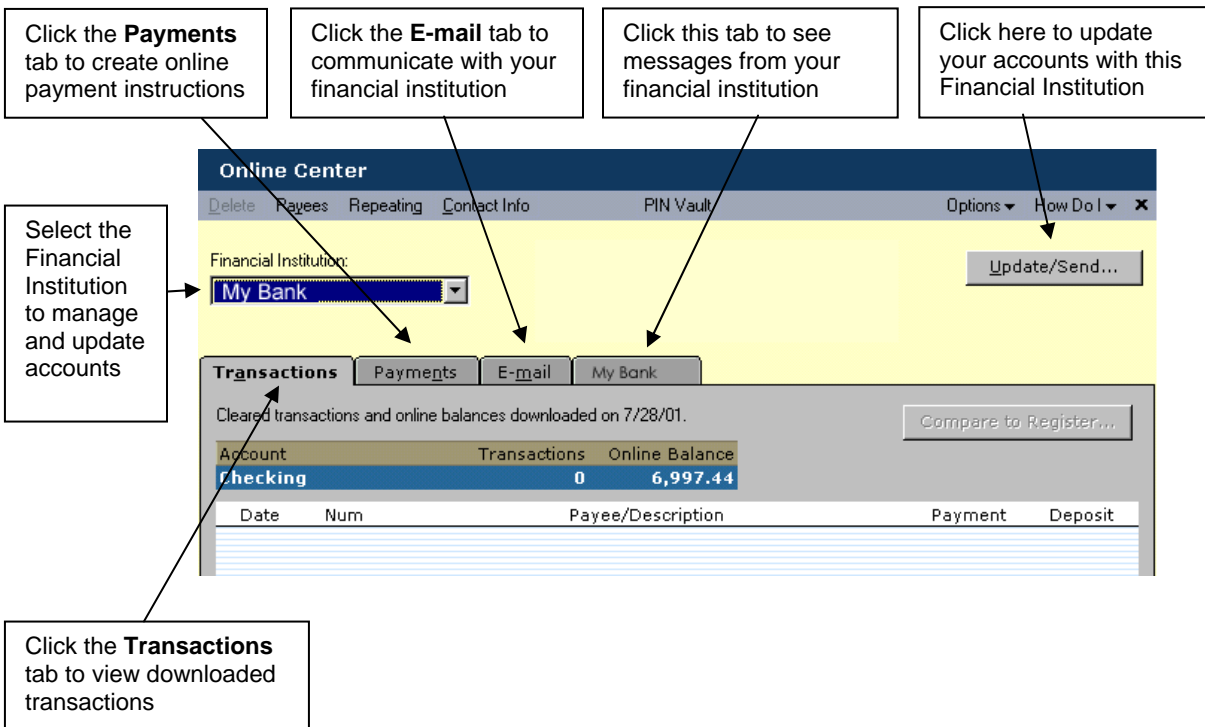 Click the Payments
tab to create online
payment instructions
Click the E-mail tab to
communicate with your
financial institution
Click this tab to see
messages from your
financial institution
Click here to update
your accounts with this
Financial Institution
Online Center
Delete Payees Repeating Contact Info PIN Vault Options How Do I
Select the
Financial
Institution
to manage
and update
accounts
Financial Institution:
My Bank
Update/Send...
Transactions Payments E-mail My Bank
Cleared transactions and online balances downloaded on 7/28/01.
Compare to Register...
Account Transactions Online Balance
Checking 0 6,997.44
Date Num Payee/Description Payment Deposit
Click the Transactions
tab to view downloaded
transactions